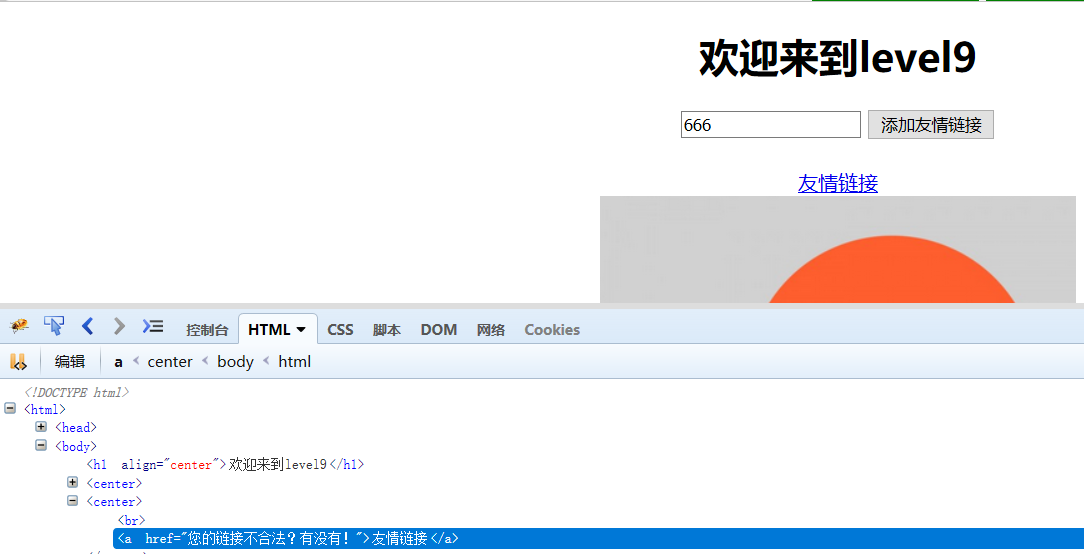 欢迎来到level9
666 添加友情链接
友情链接
控制台 HTML CSS 脚本 DOM 网络 Cookies
编辑 a < center < body < html
<!DOCTYPE html>
<html>
<head>
<body>
<h1 align="center">欢迎来到level9</h1>
<center>
<center>
<br>
<a href="您的链接不合法？有没有！">友情链接</a>